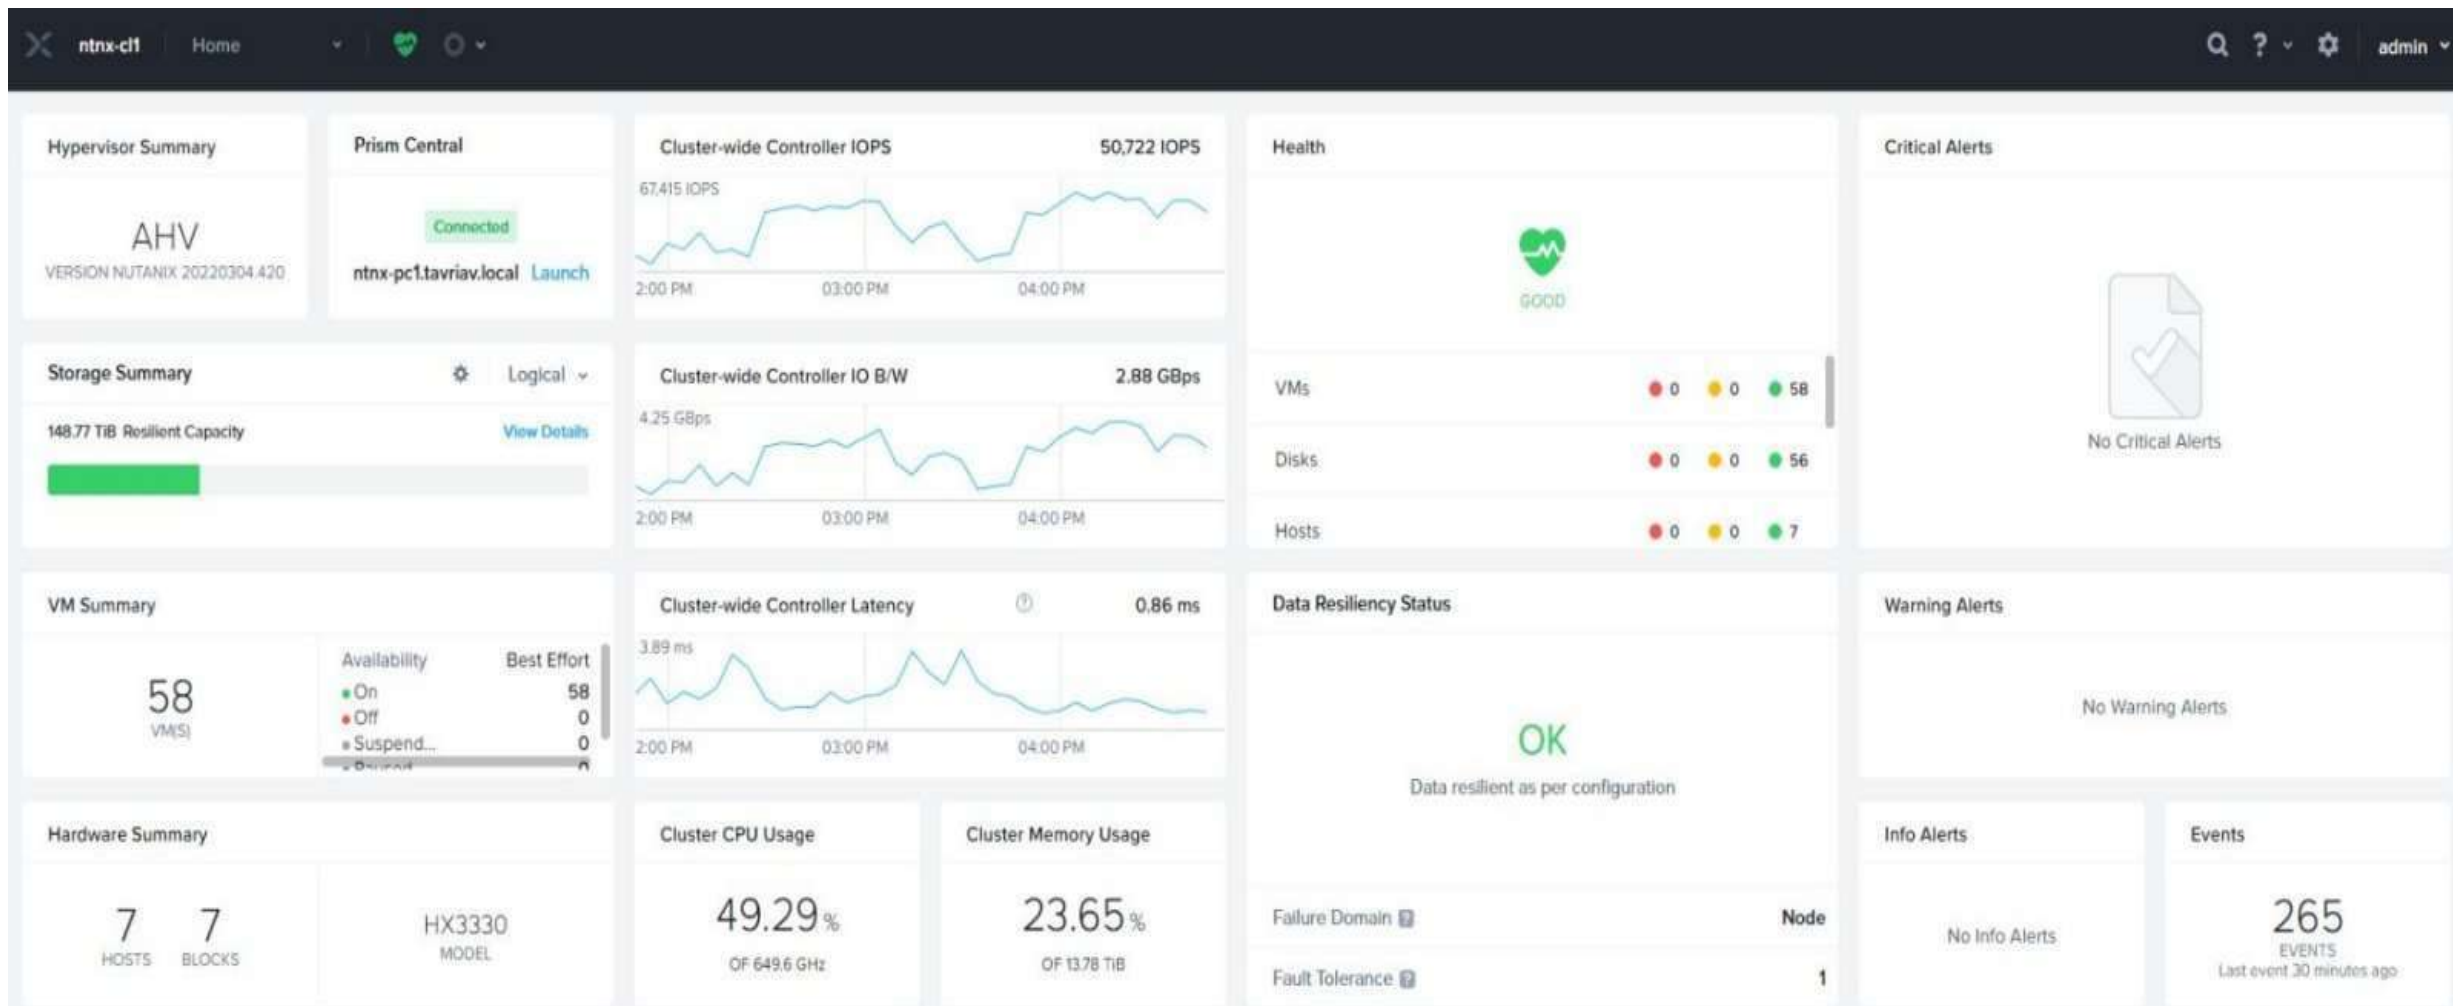 ntnx-cl1 Home ? admin
Hypervisor Summary
AHV
VERSION NUTANIX 20220304.420
Prism Central
Connected
ntnx-pc1.tavriav.local Launch
Cluster-wide Controller IOPS 50,722 IOPS
67,415 IOPS
2:00 PM 03:00 PM 04:00 PM
Health
GOOD
VMs 0 0 58
Disks 0 0 56
Hosts 0 0 7
Critical Alerts
No Critical Alerts
Storage Summary Logical
148.77 TiB Resilient Capacity View Details
Cluster-wide Controller IO B/W 2.88 GBps
4.25 GBps
2:00 PM 03:00 PM 04:00 PM
VM Summary
58
VM(S)
Availability Best Effort
On 58
Off 0
Suspend... 0
Paused 0
Cluster-wide Controller Latency ? 0.86 ms
3.89 ms
2:00 PM 03:00 PM 04:00 PM
Data Resiliency Status
OK
Data resilient as per configuration
Failure Domain ? Node
Fault Tolerance ? 1
Warning Alerts
No Warning Alerts
Hardware Summary
7 7
HOSTS BLOCKS
HX3330
MODEL
Cluster CPU Usage
49.29 %
OF 649.6 GHz
Cluster Memory Usage
23.65 %
OF 13.78 TiB
Info Alerts
No Info Alerts
Events
265
EVENTS
Last event 30 minutes ago